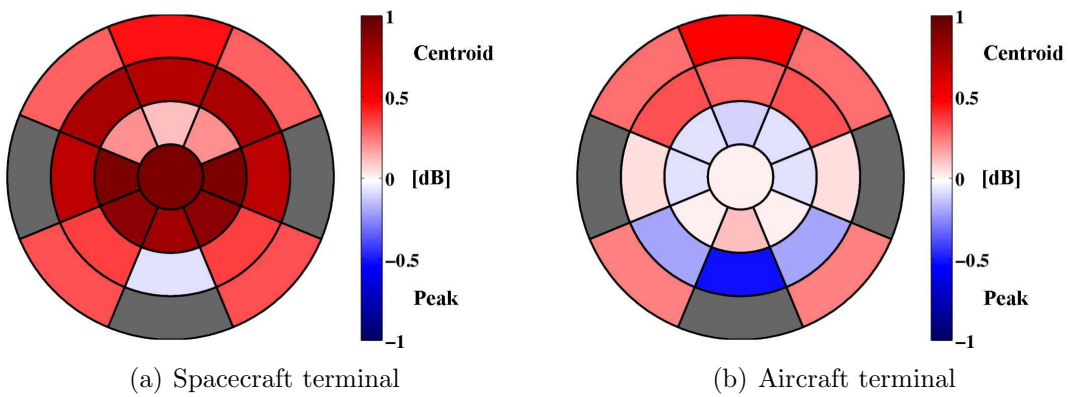 1
Centroid
0.5
0
[dB]
−0.5
Peak
−1
1
Centroid
0.5
0
[dB]
−0.5
Peak
−1
(a) Spacecraft terminal
(b) Aircraft terminal